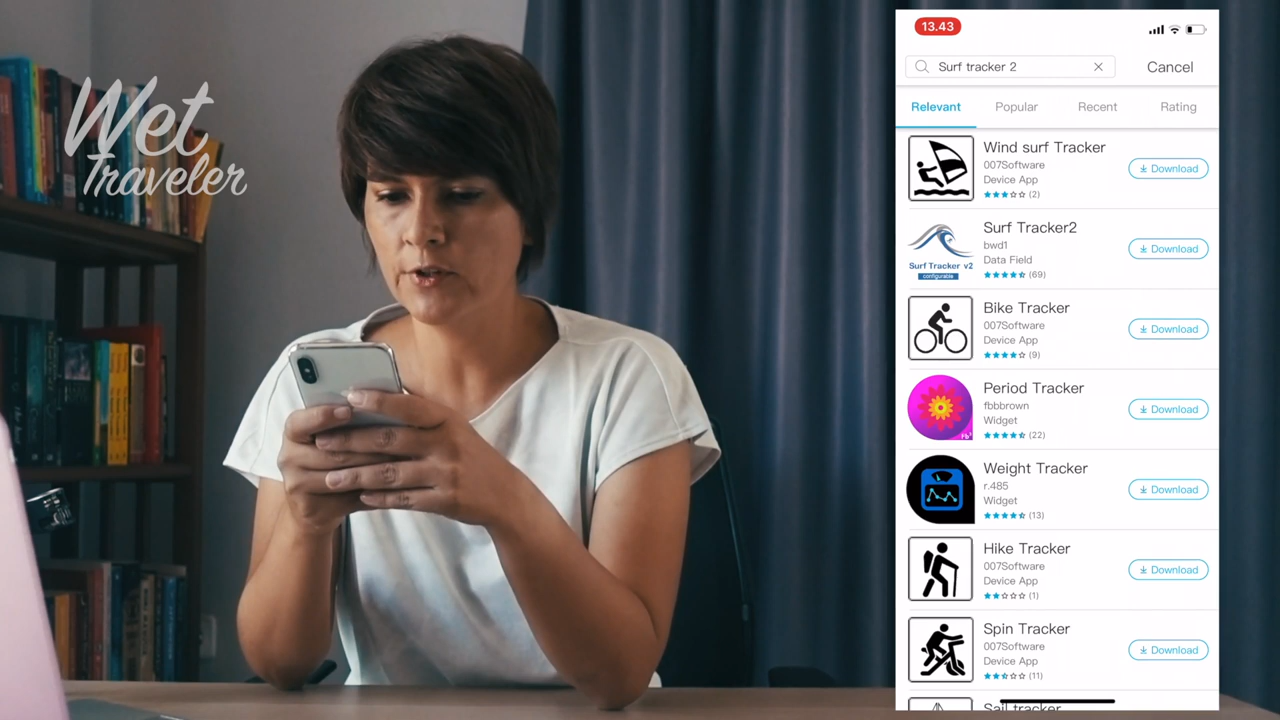 Wet
Traveler
13.43
Surf tracker 2
Cancel
Relevant
Popular
Recent
Rating
Wind surf Tracker
007Software
Device App
(2)
Download
Surf Tracker2
bwd1
Data Field
(69)
Download
Surf Tracker v2
configurable
Bike Tracker
007Software
Device App
(9)
Download
Period Tracker
fbbbrown
Widget
(22)
Download
Weight Tracker
r.485
Widget
(13)
Download
Hike Tracker
007Software
Device App
(1)
Download
Spin Tracker
007Software
Device App
(11)
Download
Sail tracker